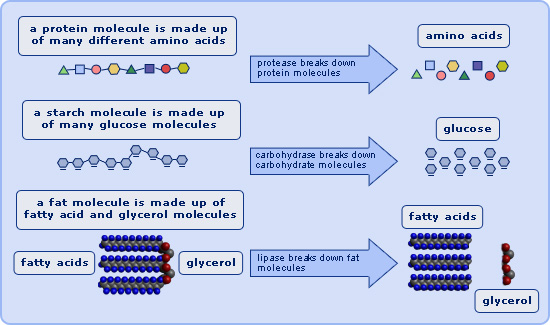 a protein molecule is made up
of many different amino acids
protease breaks down
protein molecules
amino acids
a starch molecule is made up
of many glucose molecules
carbohydrase breaks down
carbohydrate molecules
glucose
a fat molecule is made up of
fatty acid and glycerol molecules
fatty acids
glycerol
lipase breaks down fat
molecules
fatty acids
glycerol